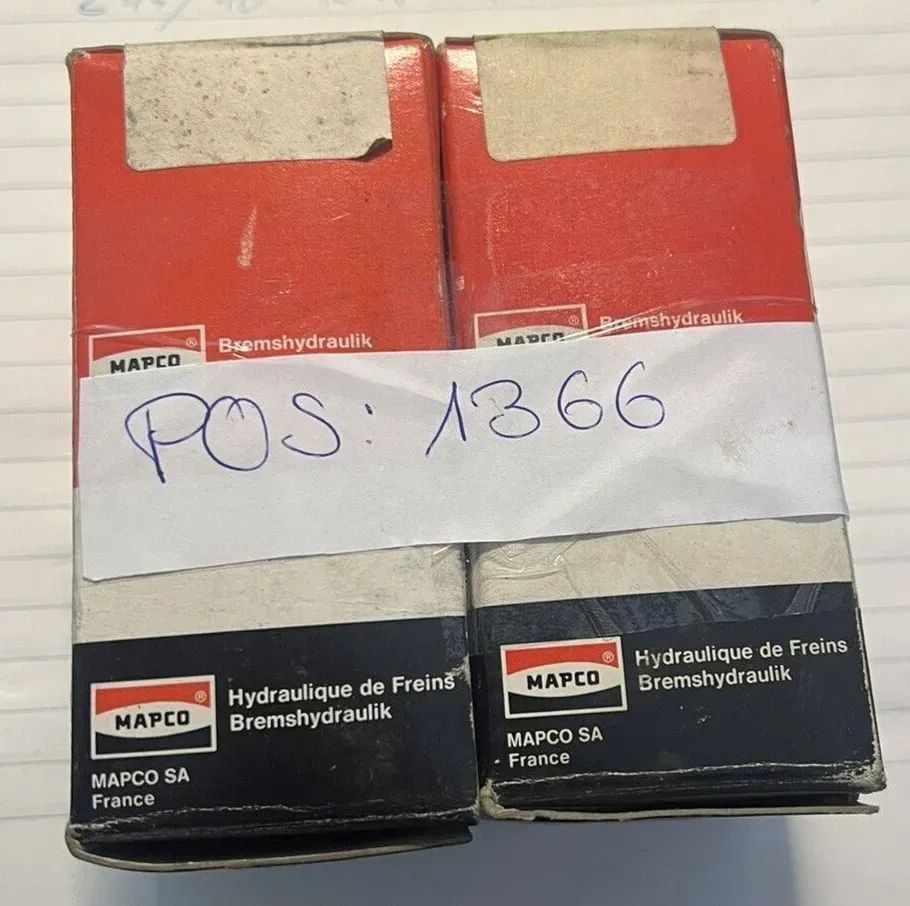 Bremshydraulik
MAPCO
Bremshydraulik
MAPCO
POS: 1366
MAPCO ®
Hydraulique de Freins
Bremshydraulik
MAPCO SA
France
MAPCO ®
Hydraulique de Freins
Bremshydraulik
MAPCO SA
France